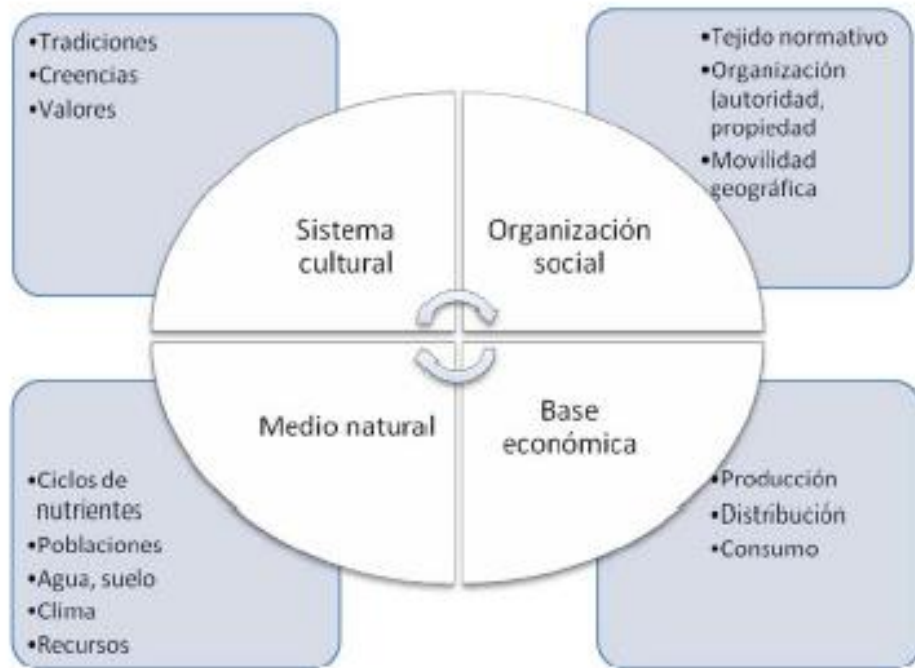 •Tradiciones
•Creencias
•Valores
•Tejido normativo
•Organización
(autoridad,
propiedad
•Movilidad
geográfica
Sistema
cultural
Organización
social
Medio natural
Base
económica
•Ciclos de
nutrientes
•Poblaciones
•Agua, suelo
•Clima
•Recursos
•Producción
•Distribución
•Consumo